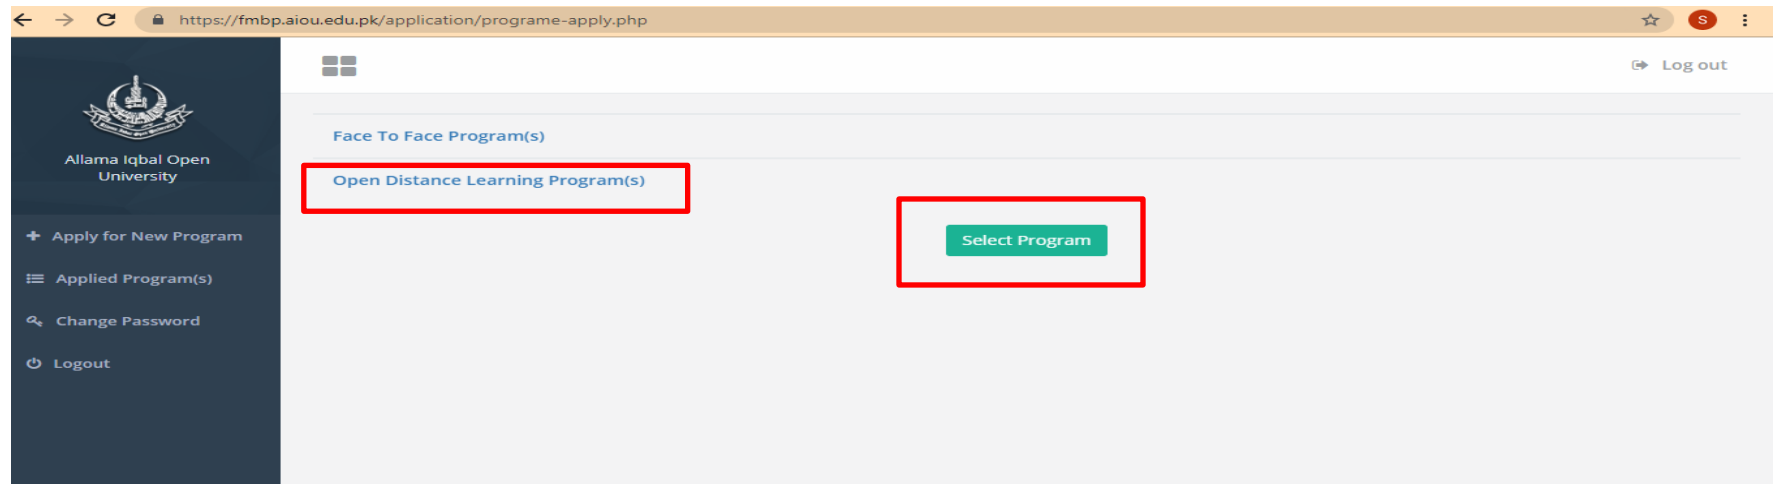 https://fmbp.aiou.edu.pk/application/programe-apply.php
S
Log out
Allama Iqbal Open
University
Apply for New Program
Applied Program(s)
Change Password
Logout
Face To Face Program(s)
Open Distance Learning Program(s)
Select Program